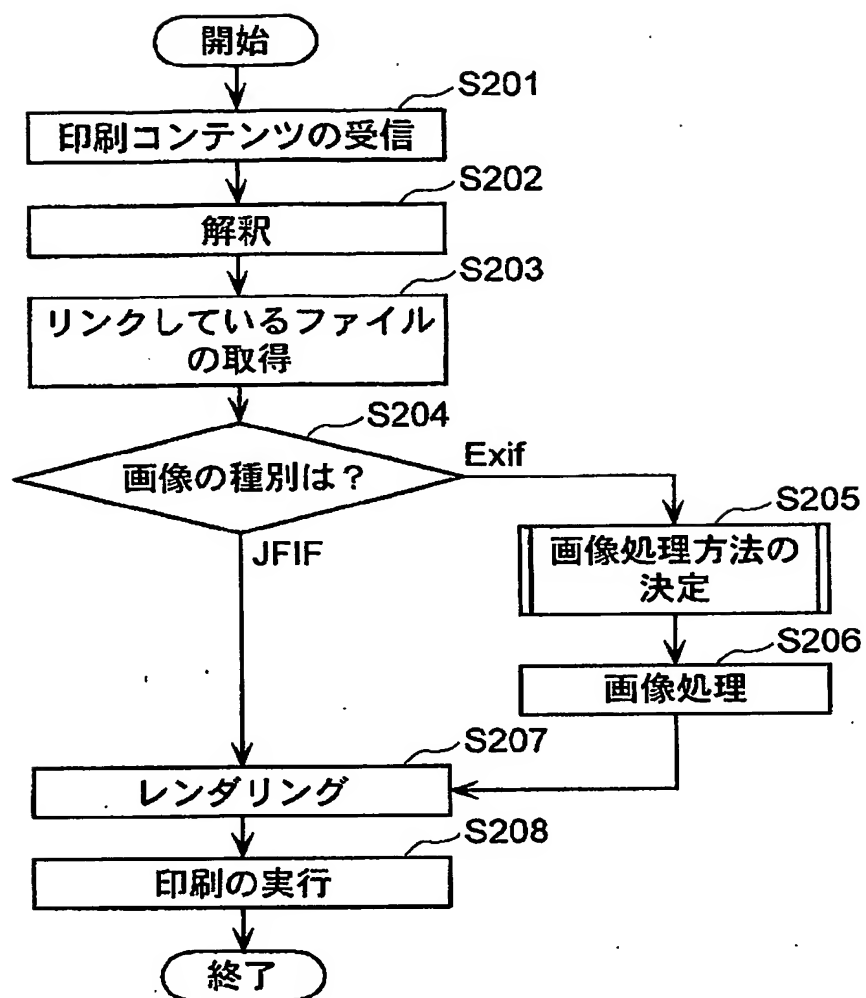 開始
S201
印刷コンテンツの受信
S202
解釈
S203
リンクしているファイル
の取得
S204
画像の種別は?
Exif
JFIF
S205
画像処理方法の
決定
S206
画像処理
S207
レンダリング
S208
印刷の実行
終了